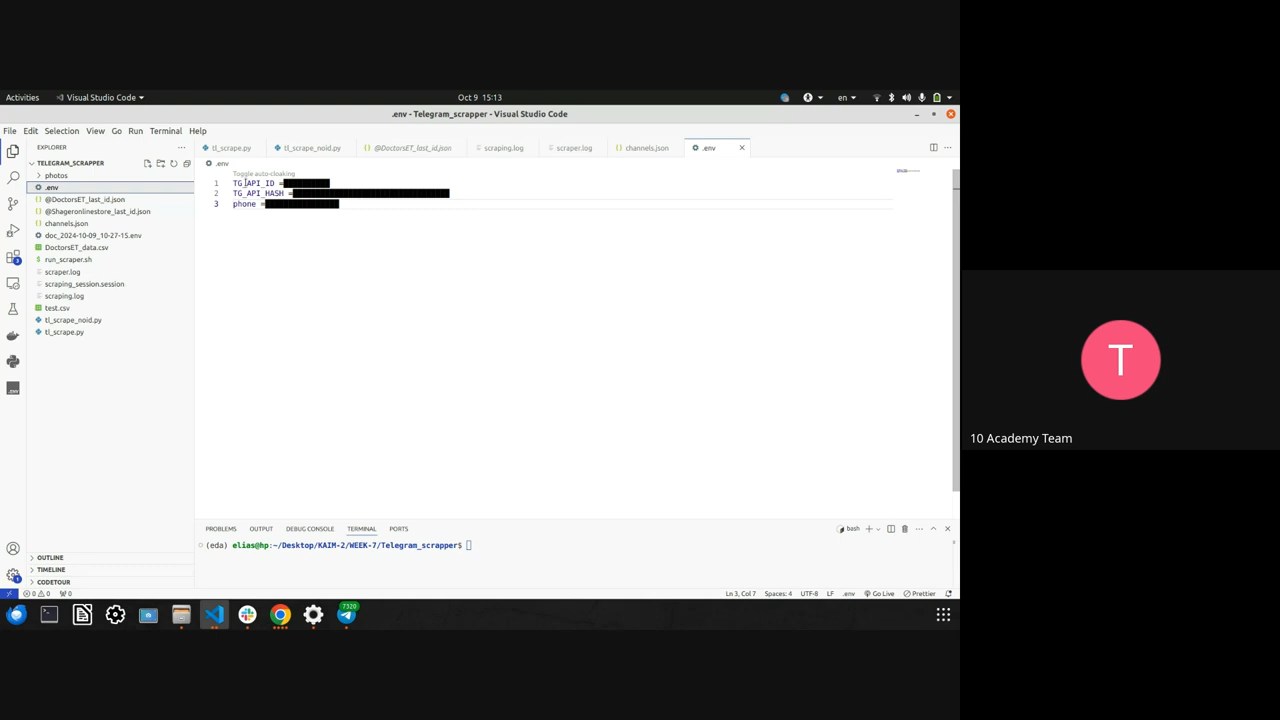 Activities
Visual Studio Code
Oct 9 15:13
en
.env - Telegram_scrapper - Visual Studio Code
File Edit Selection View Go Run Terminal Help
EXPLORER
TELEGRAM_SCRAPPER
photos
.env
@DoctorsET_last_id.json
@Shageronlinestore_last_id.json
channels.json
doc_2024-10-09_10-27-15.env
DoctorsET_data.csv
run_scraper.sh
scraper.log
scraping_session.session
scraping.log
test.csv
tl_scrape_noid.py
tl_scrape.py
OUTLINE
TIMELINE
CODETOUR
tl_scrape.py
tl_scrape_noid.py
@DoctorsET_last_id.json
scraping.log
scraper.log
channels.json
.env
.env
Toggle auto-cloaking
1 TG_API_ID =
2 TG_API_HASH =
3 phone =
PROBLEMS OUTPUT DEBUG CONSOLE TERMINAL PORTS
bash
(eda) elias@hp:~/Desktop/KAIM-2/WEEK-7/Telegram_scrapper$
0 0 0
Ln 3, Col 7 Spaces: 4 UTF-8 LF .env Go Live Prettier
7320
T
10 Academy Team